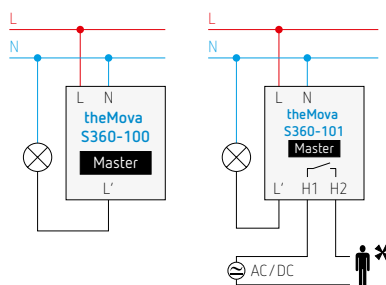 L
N
L N
theMova
S360-100
Master
L’
L
N
L N
theMova
S360-101
Master
L’ H1 H2
AC/DC